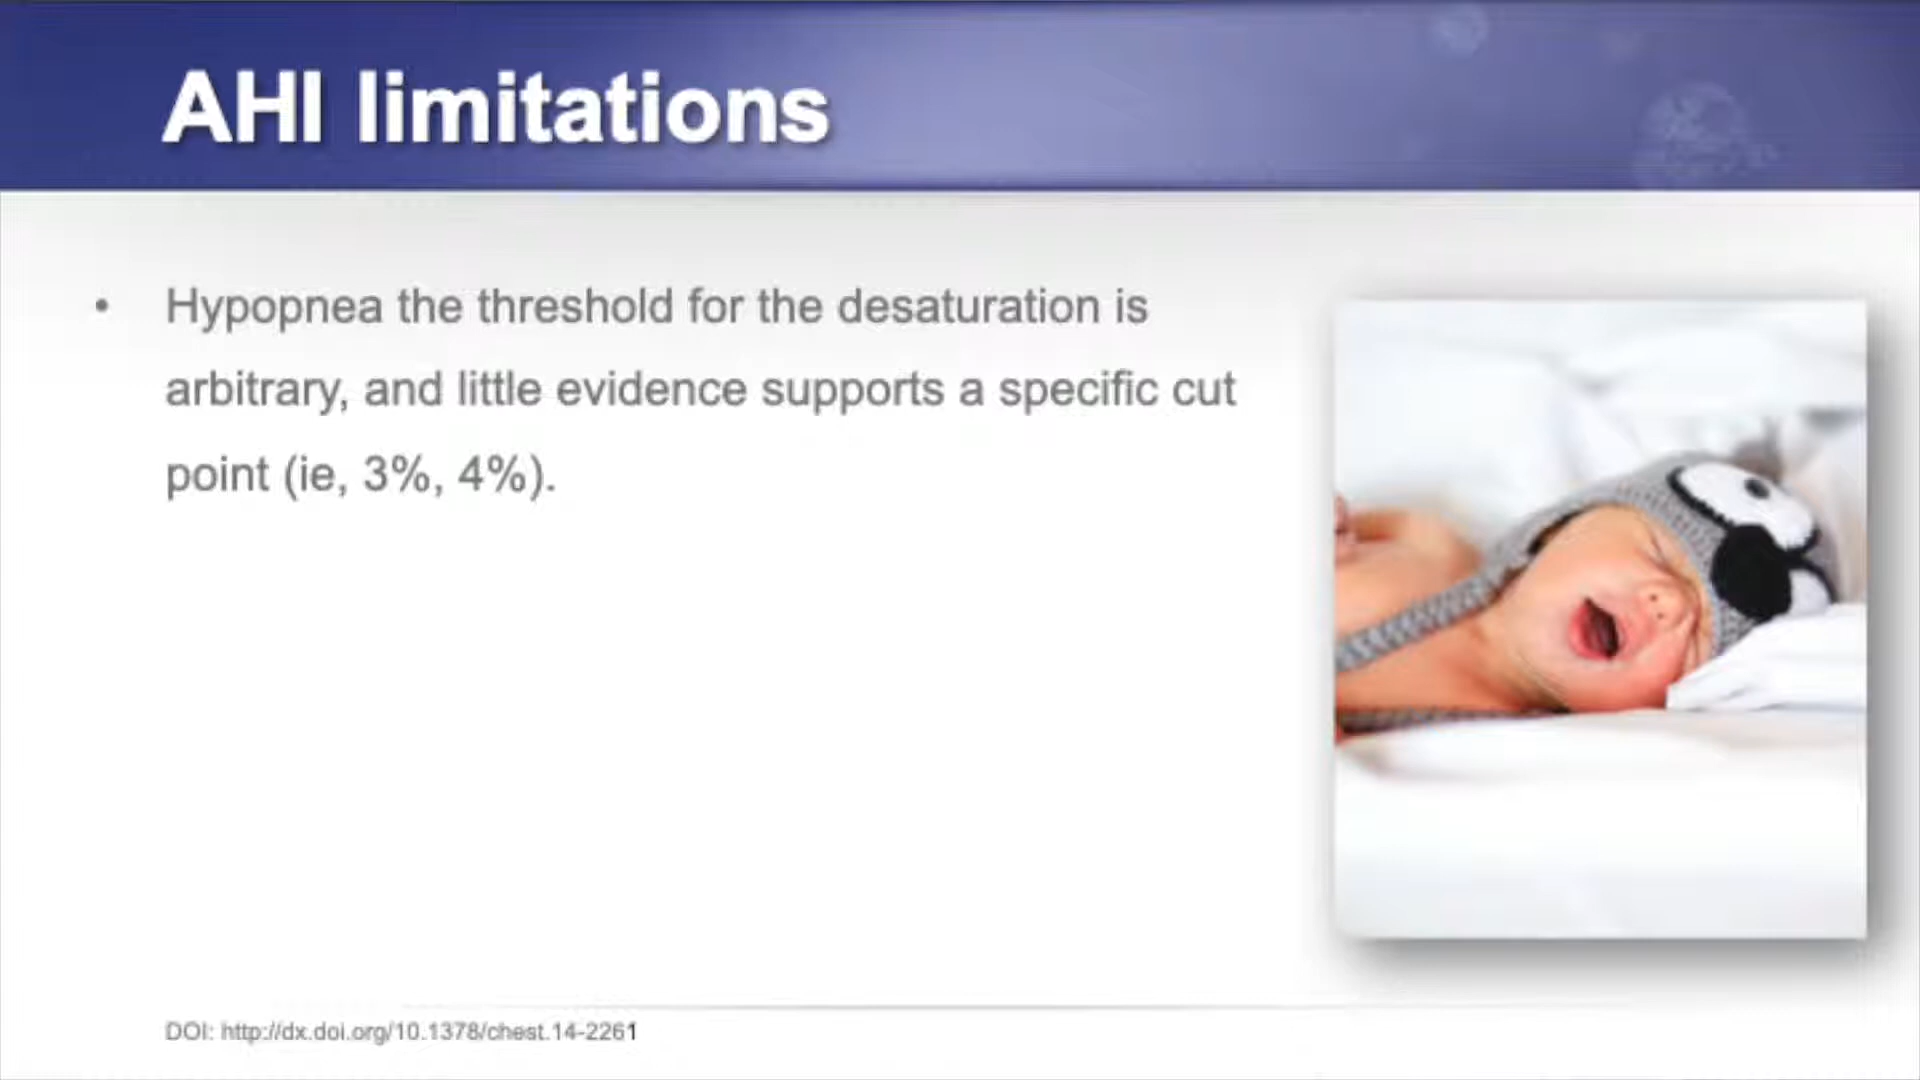 AHI limitations
• Hypopnea the threshold for the desaturation is
arbitrary, and little evidence supports a specific cut
point (ie, 3%, 4%).
DOI: http://dx.doi.org/10.1378/chest.14-2261